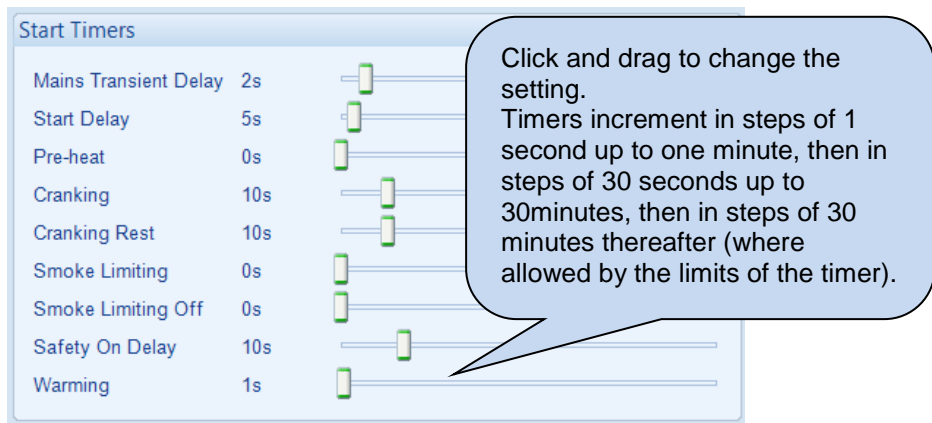 Start Timers
Mains Transient Delay 2s
Start Delay 5s
Pre-heat 0s
Cranking 10s
Cranking Rest 10s
Smoke Limiting 0s
Smoke Limiting Off 0s
Safety On Delay 10s
Warming 1s
Click and drag to change the
setting.
Timers increment in steps of 1
second up to one minute, then in
steps of 30 seconds up to
30minutes, then in steps of 30
minutes thereafter (where
allowed by the limits of the timer).